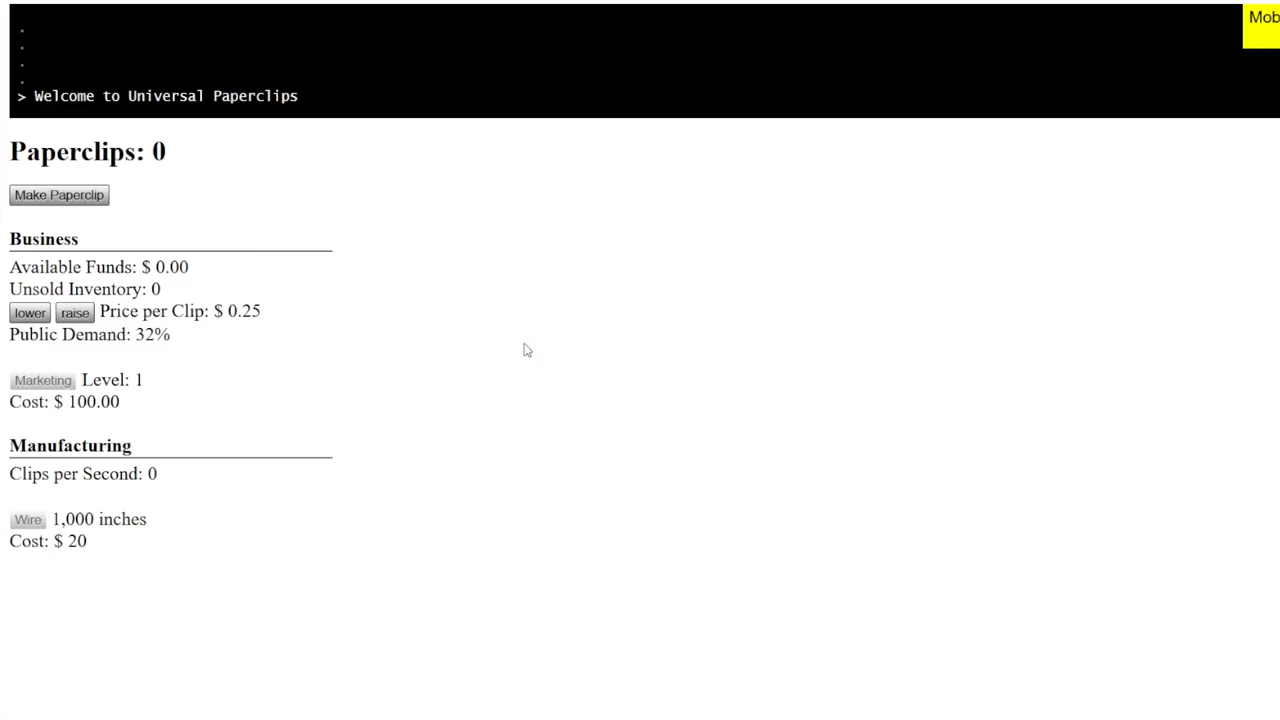 Mob
.
.
.
.
> Welcome to Universal Paperclips
Paperclips: 0
Make Paperclip
Business
Available Funds: $ 0.00
Unsold Inventory: 0
lower raise Price per Clip: $ 0.25
Public Demand: 32%
Marketing Level: 1
Cost: $ 100.00
Manufacturing
Clips per Second: 0
Wire 1,000 inches
Cost: $ 20